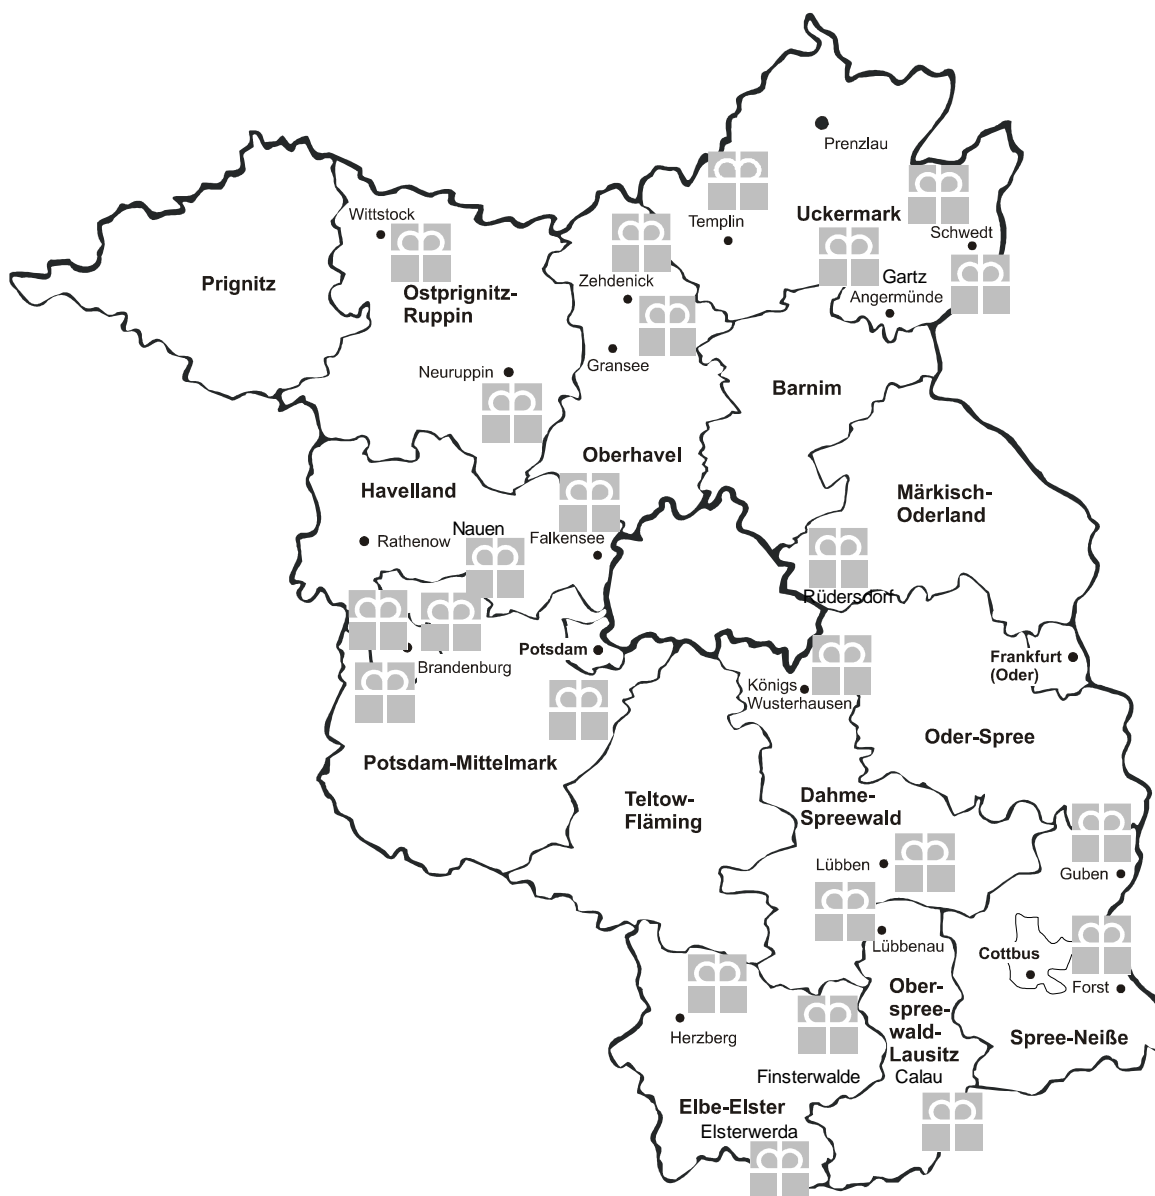 Prenzlau
Templin
Uckermark
Schwedt
Wittstock
Prignitz
Ostprignitz-
Ruppin
Zehdenick
Gartz
Angermünde
Neuruppin
Gransee
Barnim
Oberhavel
Havelland
Märkisch-
Oderland
Nauen
Rathenow
Falkensee
Rüdersdorf
Potsdam
Brandenburg
Frankfurt
(Oder)
Königs
Wusterhausen
Oder-Spree
Potsdam-Mittelmark
Teltow-
Fläming
Dahme-
Spreewald
Lübben
Guben
Lübbenau
Cottbus
Forst
Ober-
spree-
wald-
Lausitz
Calau
Spree-Neiße
Herzberg
Finsterwalde
Elbe-Elster
Elsterwerda